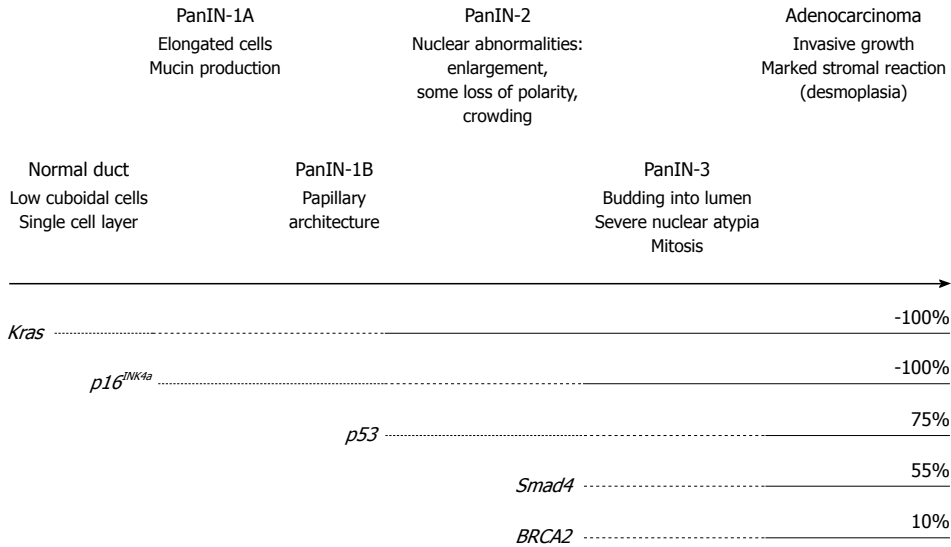 PanIN-1A
Elongated cells
Mucin production
PanIN-2
Nuclear abnormalities:
enlargement,
some loss of polarity,
crowding
Adenocarcinoma
Invasive growth
Marked stromal reaction
(desmoplasia)
Normal duct
Low cuboidal cells
Single cell layer
PanIN-1B
Papillary
architecture
PanIN-3
Budding into lumen
Severe nuclear atypia
Mitosis
Kras -100%
p16^INK4a -100%
p53 75%
Smad4 55%
BRCA2 10%